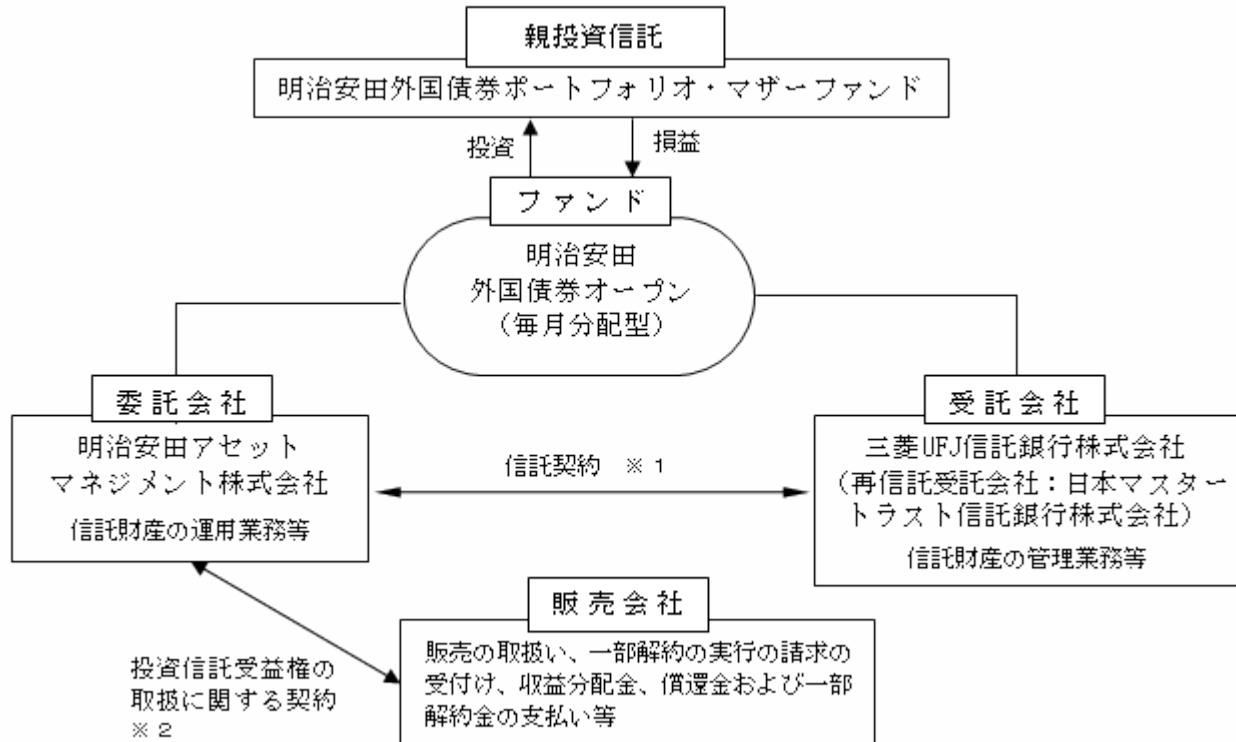 親投資信託
明治安田外国債券ポートフォリオ・マザーファンド
投資
損益
ファンド
明治安田
外国債券オープン
（毎月分配型）
委託会社
明治安田アセット
マネジメント株式会社
信託財産の運用業務等
信託契約 ※1
受託会社
三菱UFJ信託銀行株式会社
（再信託受託会社：日本マスター
トラスト信託銀行株式会社）
信託財産の管理業務等
販売会社
販売の取扱い、一部解約の実行の請求の
受付け、収益分配金、償還金および一部
解約金の支払い等
投資信託受益権の
取扱に関する契約
※2